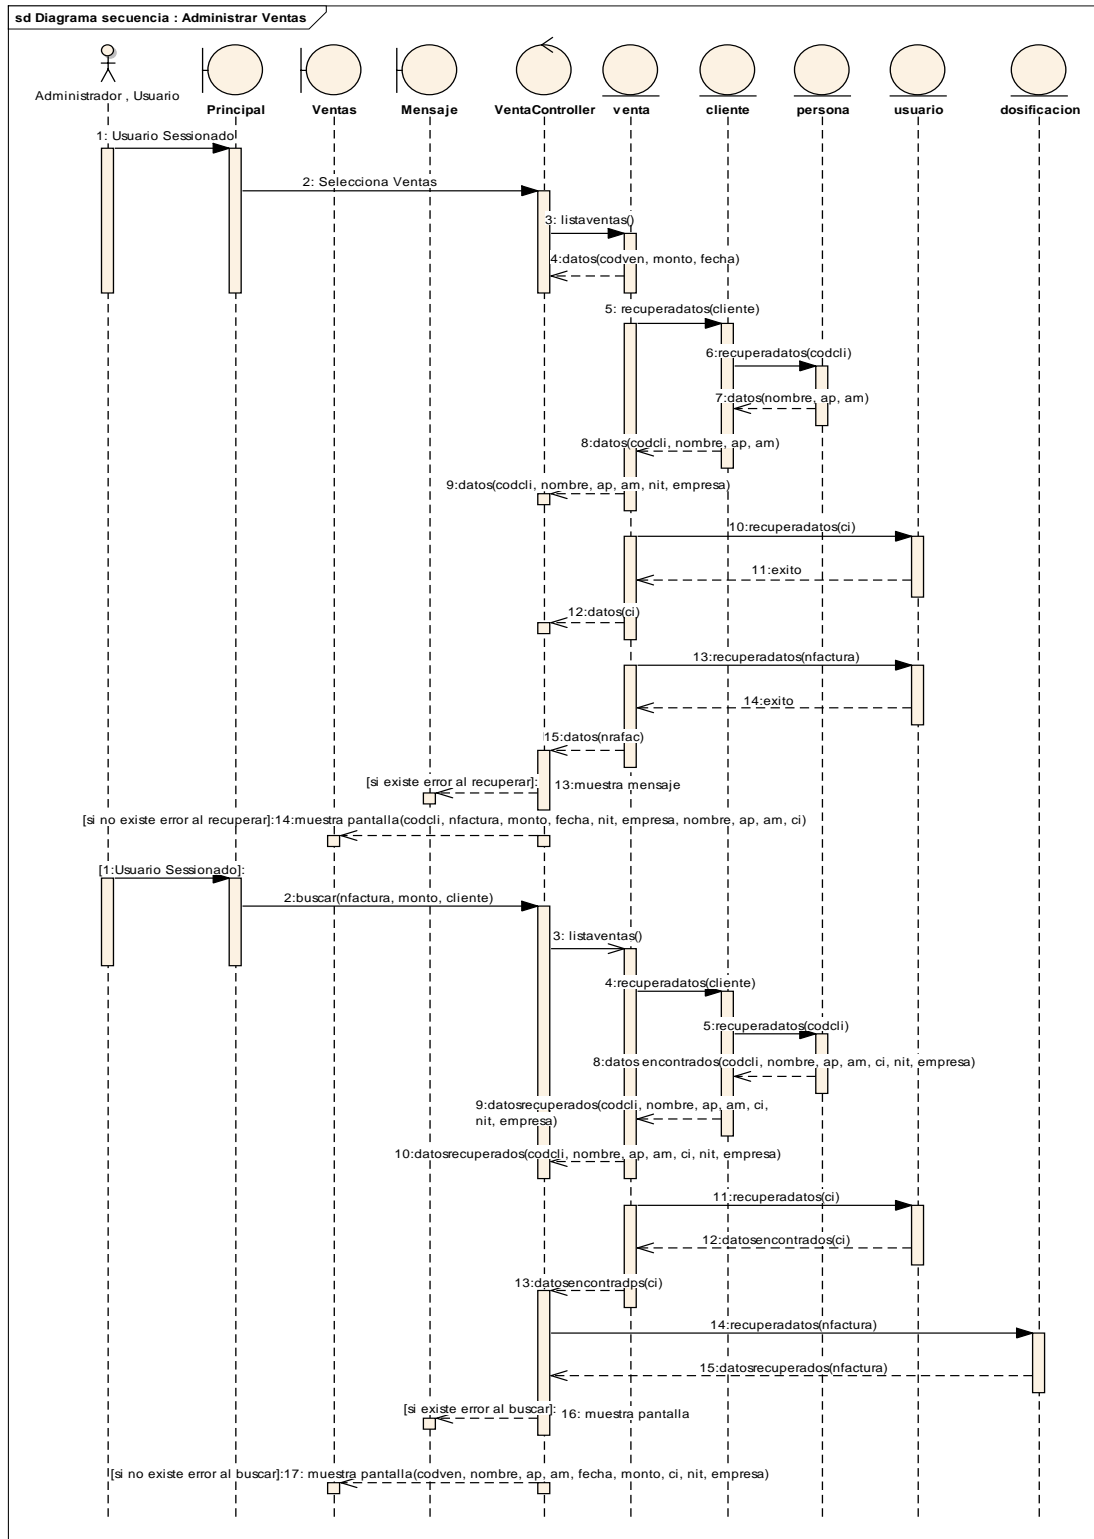 sd Diagrama secuencia : Administrar Ventas
Administrador , Usuario
Principal
Ventas
Mensaje
VentaController
venta
cliente
persona
usuario
dosificacion
1: Usuario Sessionado
2: Selecciona Ventas
3: listaventas()
4:datos(codven, monto, fecha)
5: recuperadatos(cliente)
6:recuperadatos(codcli)
7:datos(nombre, ap, am)
8:datos(codcli, nombre, ap, am)
9:datos(codcli, nombre, ap, am, nit, empresa)
10:recuperadatos(ci)
11:exito
12:datos(ci)
13:recuperadatos(nfactura)
14:exito
15:datos(nrafac)
[si existe error al recuperar]:
13:muestra mensaje
[si no existe error al recuperar]:14:muestra pantalla(codcli, nfactura, monto, fecha, nit, empresa, nombre, ap, am, ci)
[1:Usuario Sessionado]:
2:buscar(nfactura, monto, cliente)
3: listaventas()
4:recuperadatos(cliente)
5:recuperadatos(codcli)
8:datos encontrados(codcli, nombre, ap, am, ci, nit, empresa)
9:datosrecuperados(codcli, nombre, ap, am, ci,
nit, empresa)
10:datosrecuperados(codcli, nombre, ap, am, ci, nit, empresa)
11:recuperadatos(ci)
12:datosencontrados(ci)
13:datosencontradps(ci)
14:recuperadatos(nfactura)
15:datosrecuperados(nfactura)
[si existe error al buscar]:
16: muestra pantalla
[si no existe error al buscar]:17: muestra pantalla(codven, nombre, ap, am, fecha, monto, ci, nit, empresa)